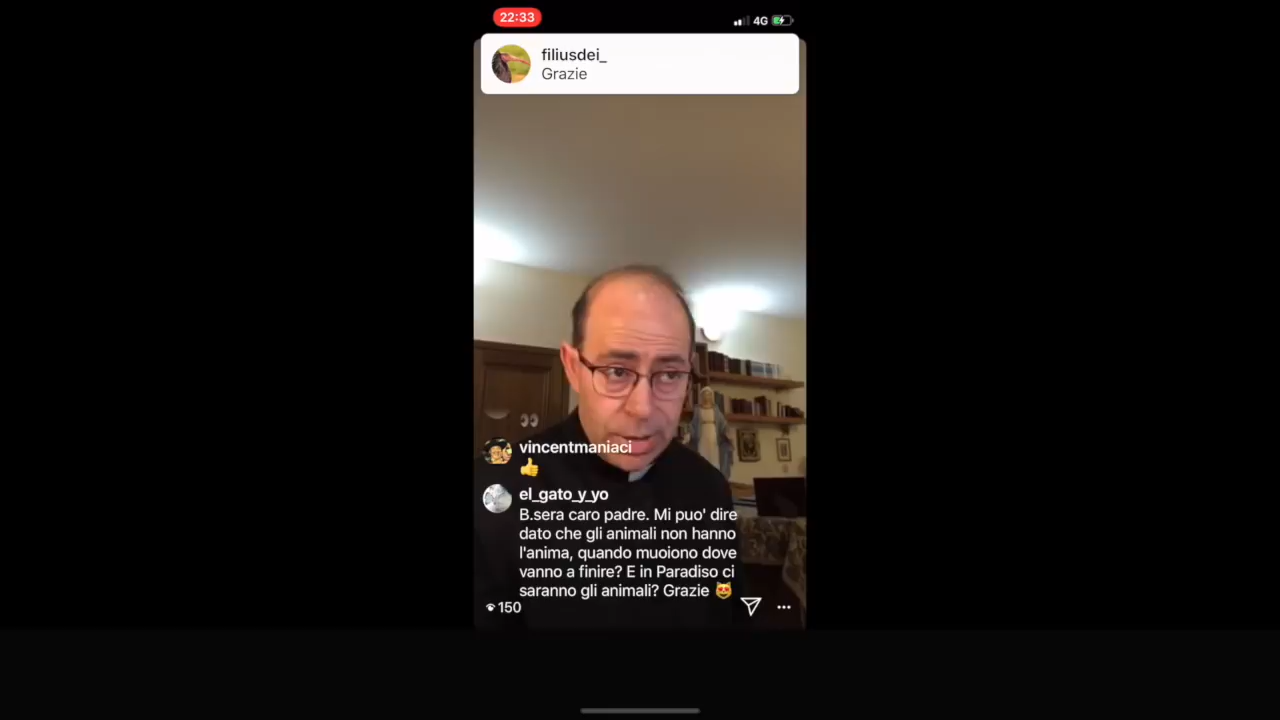 22:33
4G
filiusdei_
Grazie
👀
vincentmaniaci
👍
el_gato_y_yo
B.sera caro padre. Mi puo' dire
dato che gli animali non hanno
l'anima, quando muoiono dove
vanno a finire? E in Paradiso ci
saranno gli animali? Grazie 😻
150